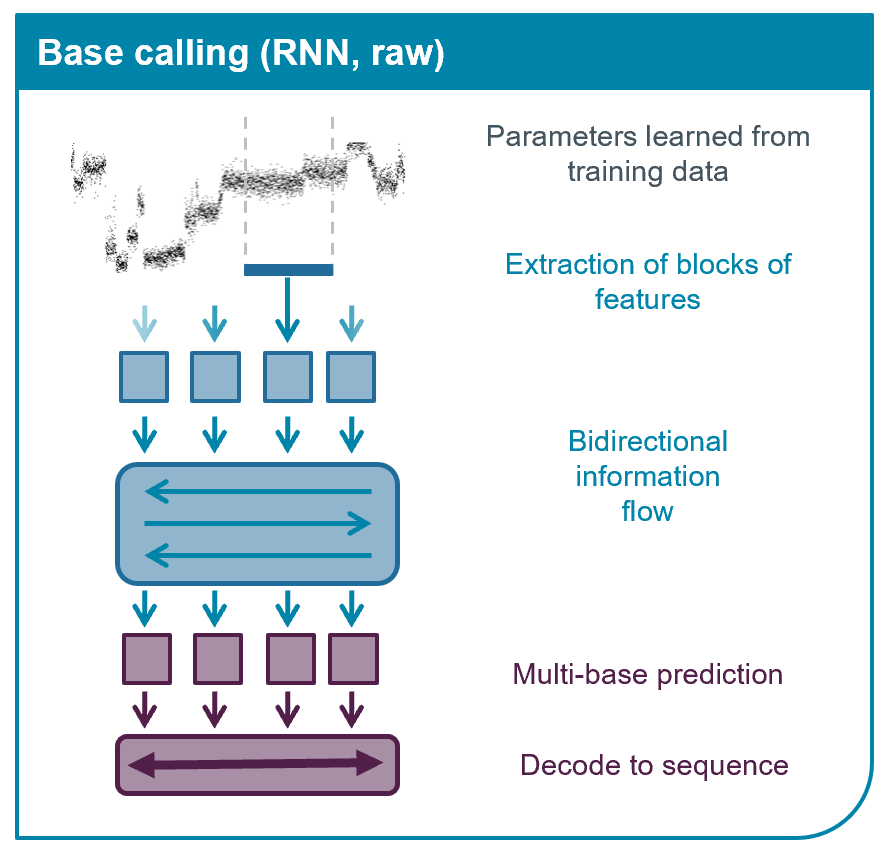 Base calling (RNN, raw)
Parameters learned from
training data
Extraction of blocks of
features
Bidirectional
information
flow
Multi-base prediction
Decode to sequence